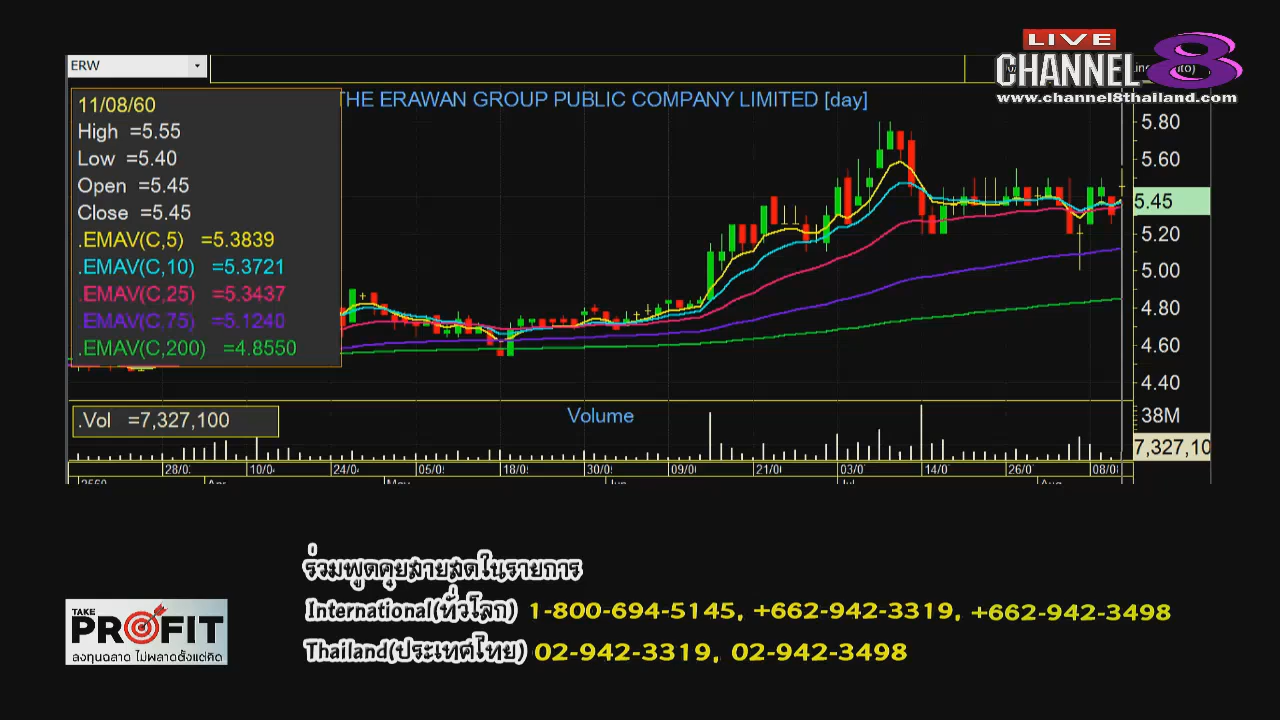 LIVE
CHANNEL 8
www.channel8thailand.com
ERW
THE ERAWAN GROUP PUBLIC COMPANY LIMITED [day]
11/08/60
High =5.55
Low =5.40
Open =5.45
Close =5.45
.EMAV(C,5) =5.3839
.EMAV(C,10) =5.3721
.EMAV(C,25) =5.3437
.EMAV(C,75) =5.1240
.EMAV(C,200) =4.8550
5.80
5.60
5.45
5.20
5.00
4.80
4.60
4.40
.Vol =7,327,100
Volume
38M
7,327,10
28/0 10/0 24/0 05/0 18/0 30/0 09/0 21/0 03/0 14/0 26/0 08/0
2560 Apr May Jun Jul Aug
ร่วมพูดคุยสายสดในรายการ
International(ทั่วโลก) 1-800-694-5145, +662-942-3319, +662-942-3498
Thailand(ประเทศไทย) 02-942-3319, 02-942-3498
TAKE
PROFIT
ลงทุนฉลาด ไม่พลาดตั้งแต่คิด